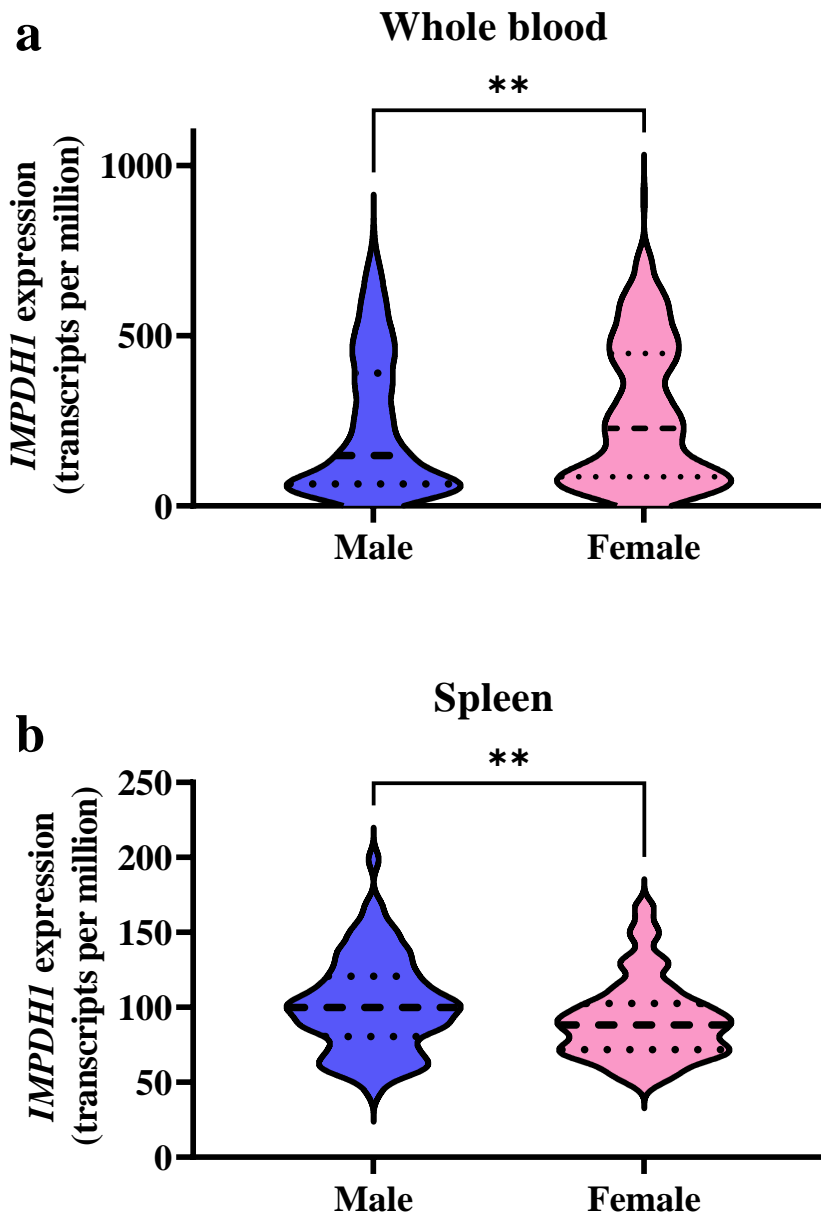 a
Whole blood
**
IMPDH1 expression
(transcripts per million)
1000
500
0
Male Female
b
Spleen
**
IMPDH1 expression
(transcripts per million)
250
200
150
100
50
0
Male Female